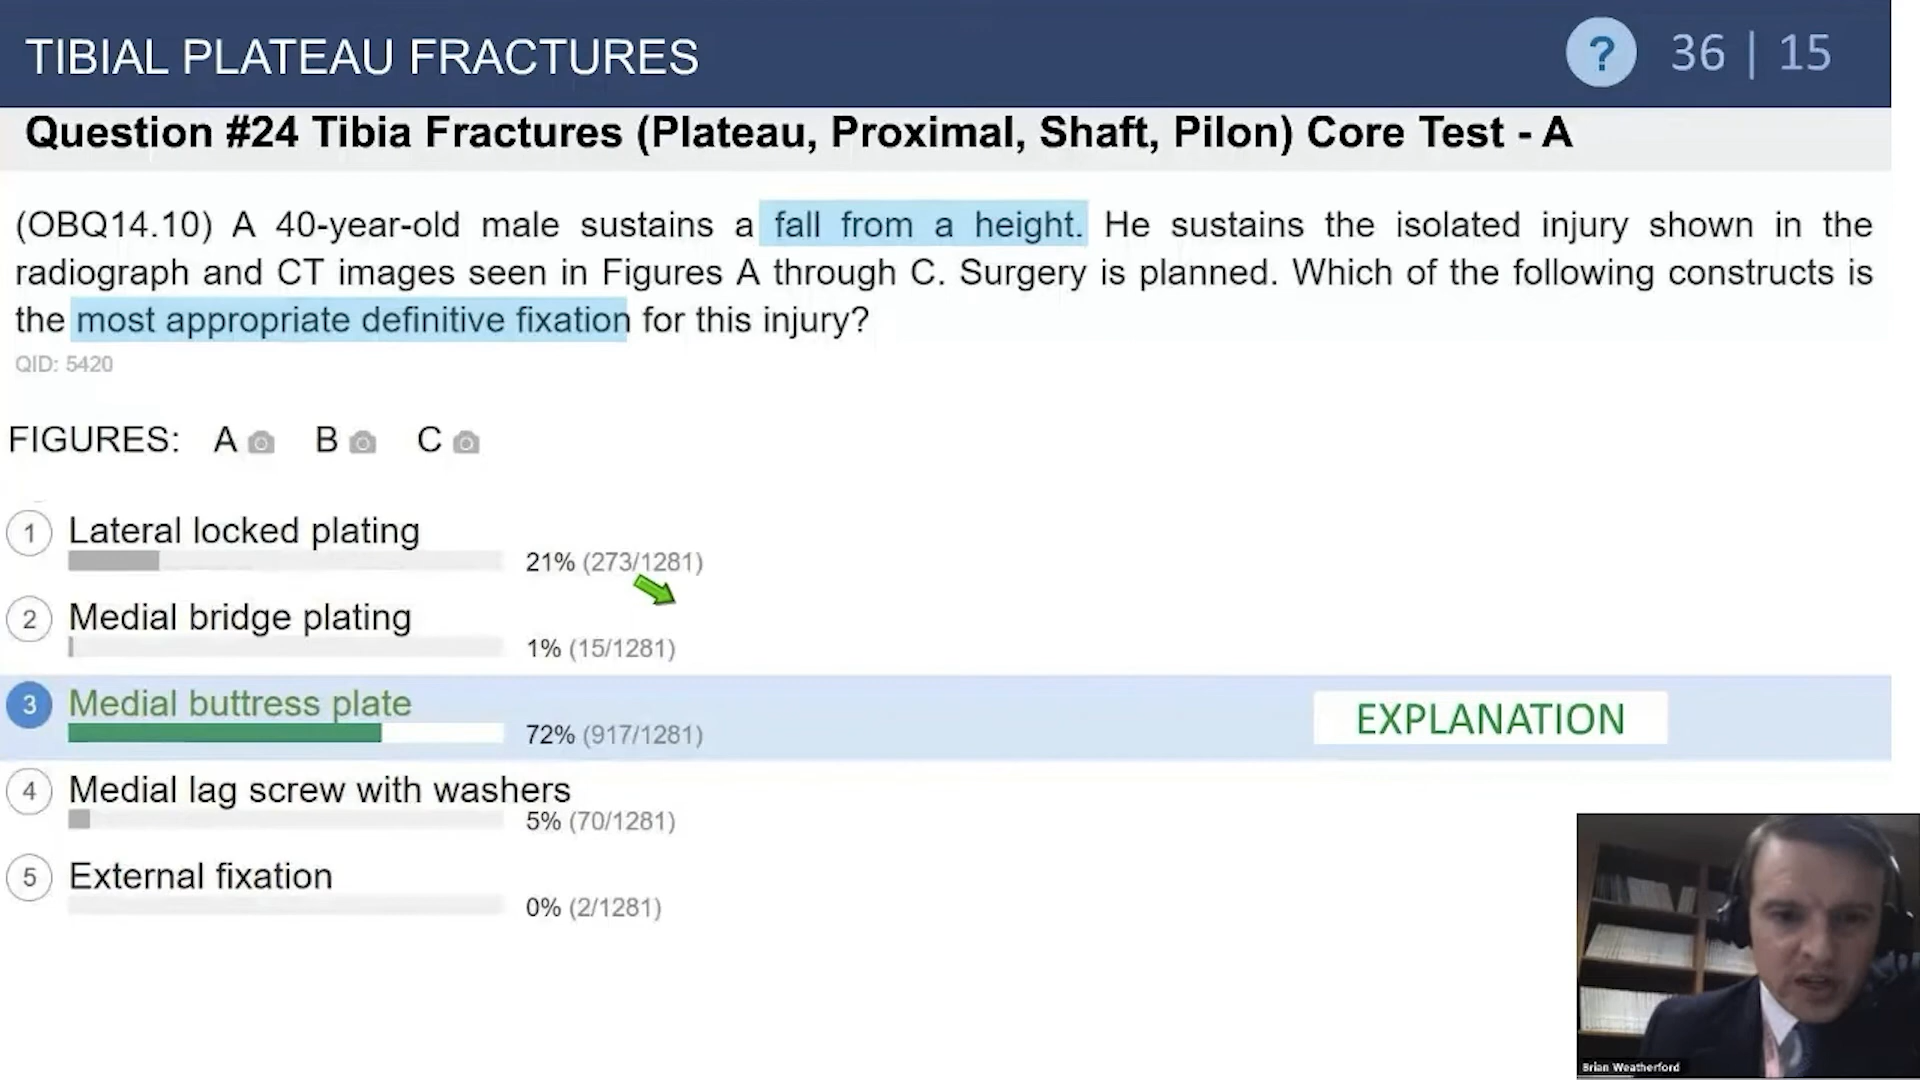 TIBIAL PLATEAU FRACTURES
? 36 | 15
Question #24 Tibia Fractures (Plateau, Proximal, Shaft, Pilon) Core Test - A
(OBQ14.10) A 40-year-old male sustains a fall from a height. He sustains the isolated injury shown in the
radiograph and CT images seen in Figures A through C. Surgery is planned. Which of the following constructs is
the most appropriate definitive fixation for this injury?
QID: 5420
FIGURES: A B C
1 Lateral locked plating
21% (273/1281)
2 Medial bridge plating
1% (15/1281)
3 Medial buttress plate
72% (917/1281)
EXPLANATION
4 Medial lag screw with washers
5% (70/1281)
5 External fixation
0% (2/1281)
Brian Weatherford